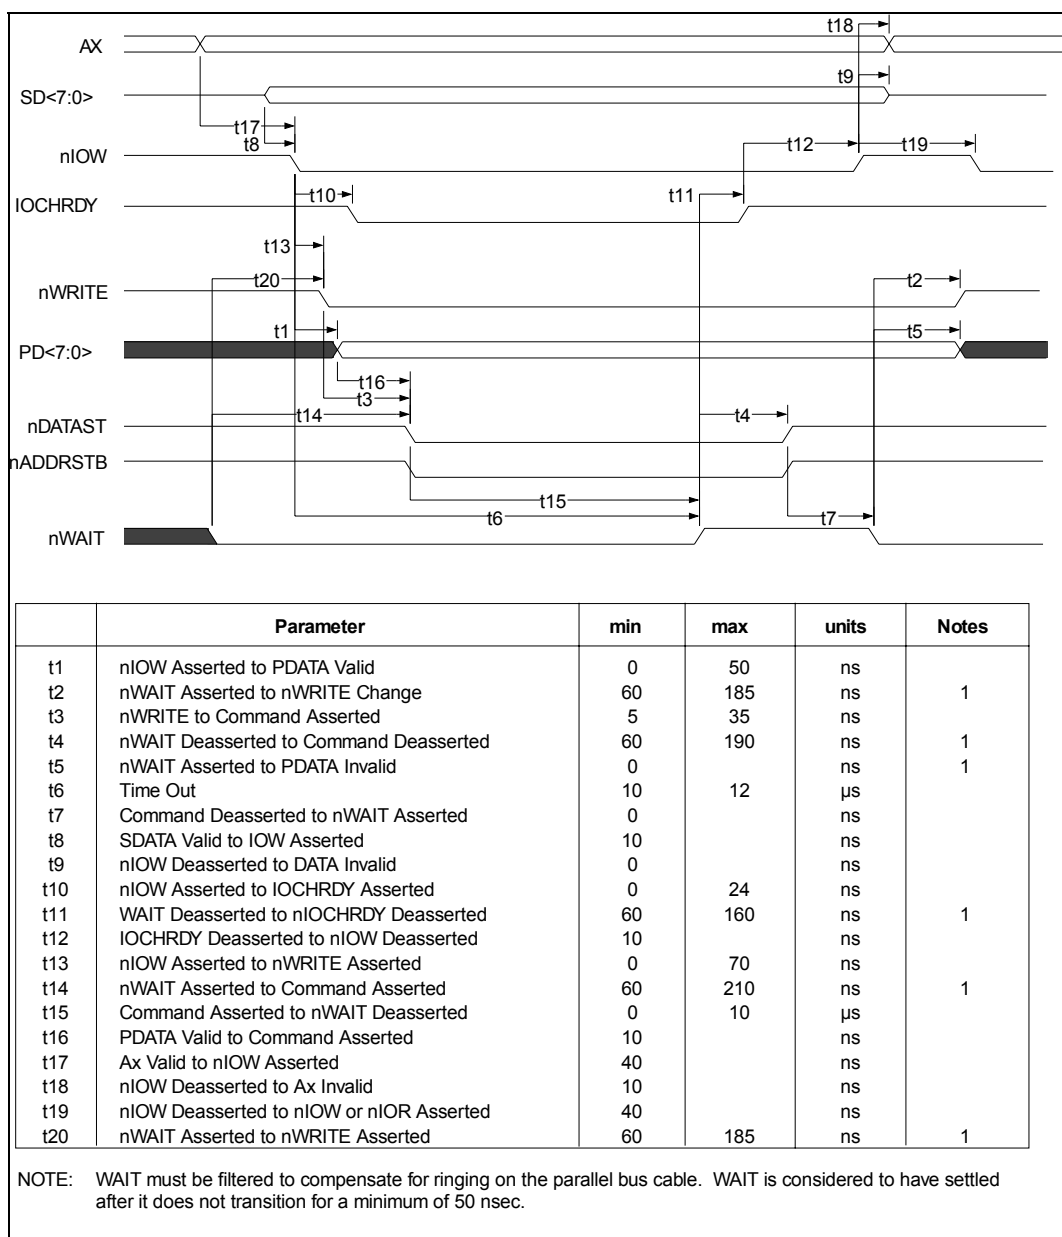 t18
AX
t9
SD<7:0>
t17
t8
t12
t19
nIOW
t10
t11
IOCHRDY
t13
t20
t2
nWRITE
t1
t5
PD<7:0>
t16
t3
t14
t4
nDATAST
nADDRSTB
t15
t6
t7
nWAIT
Parameter min max units Notes
t1 nIOW Asserted to PDATA Valid 0 50 ns
t2 nWAIT Asserted to nWRITE Change 60 185 ns 1
t3 nWRITE to Command Asserted 5 35 ns
t4 nWAIT Deasserted to Command Deasserted 60 190 ns 1
t5 nWAIT Asserted to PDATA Invalid 0 ns 1
t6 Time Out 10 12 µs
t7 Command Deasserted to nWAIT Asserted 0 ns
t8 SDATA Valid to IOW Asserted 10 ns
t9 nIOW Deasserted to DATA Invalid 0 ns
t10 nIOW Asserted to IOCHRDY Asserted 0 24 ns
t11 WAIT Deasserted to nIOCHRDY Deasserted 60 160 ns 1
t12 IOCHRDY Deasserted to nIOW Deasserted 10 ns
t13 nIOW Asserted to nWRITE Asserted 0 70 ns
t14 nWAIT Asserted to Command Asserted 60 210 ns 1
t15 Command Asserted to nWAIT Deasserted 0 10 µs
t16 PDATA Valid to Command Asserted 10 ns
t17 Ax Valid to nIOW Asserted 40 ns
t18 nIOW Deasserted to Ax Invalid 10 ns
t19 nIOW Deasserted to nIOW or nIOR Asserted 40 ns
t20 nWAIT Asserted to nWRITE Asserted 60 185 ns 1
NOTE: WAIT must be filtered to compensate for ringing on the parallel bus cable. WAIT is considered to have settled
after it does not transition for a minimum of 50 nsec.